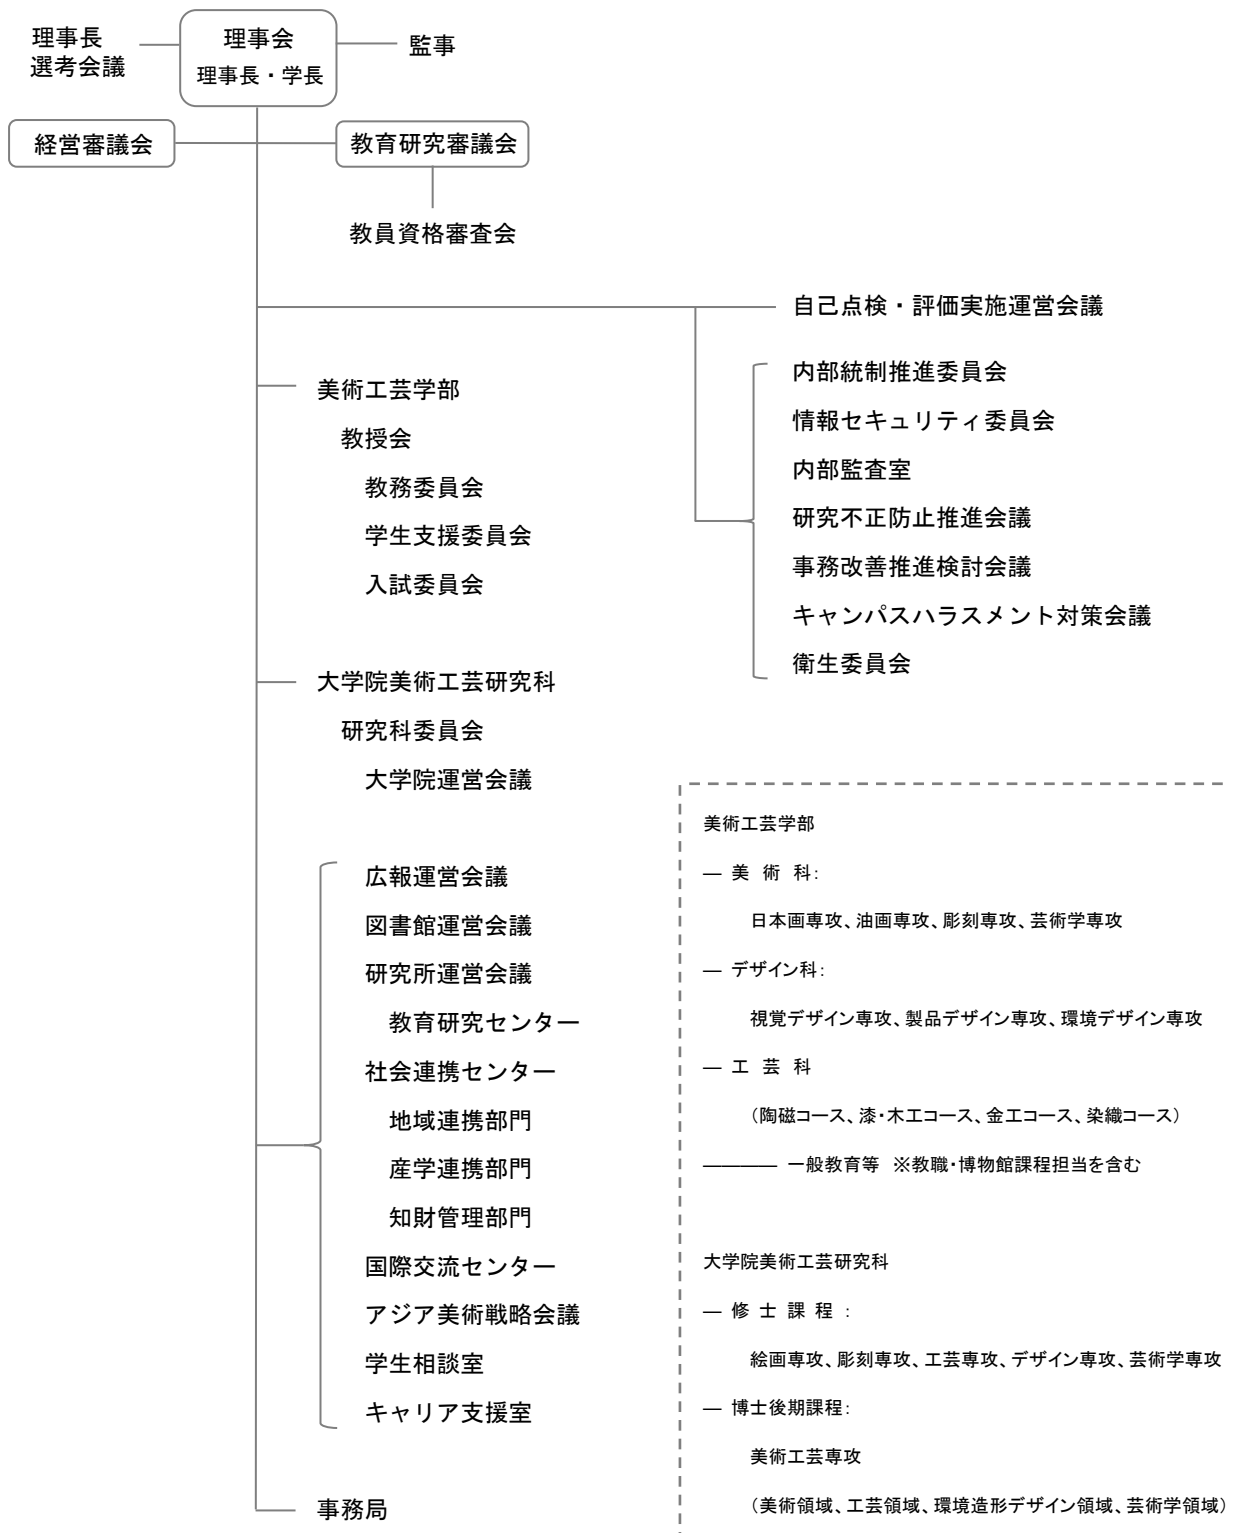 理事長
選考会議
理事会
理事長・学長
監事
経営審議会
教育研究審議会
教員資格審査会
自己点検・評価実施運営会議
内部統制推進委員会
情報セキュリティ委員会
内部監査室
研究不正防止推進会議
事務改善推進検討会議
キャンパスハラスメント対策会議
衛生委員会
美術工芸学部
教授会
教務委員会
学生支援委員会
入試委員会
大学院美術工芸研究科
研究科委員会
大学院運営会議
広報運営会議
図書館運営会議
研究所運営会議
教育研究センター
社会連携センター
地域連携部門
産学連携部門
知財管理部門
国際交流センター
アジア美術戦略会議
学生相談室
キャリア支援室
事務局
美術工芸学部
― 美 術 科:
日本画専攻、油画専攻、彫刻専攻、芸術学専攻
― デザイン科:
視覚デザイン専攻、製品デザイン専攻、環境デザイン専攻
― 工 芸 科
(陶磁コース、漆・木工コース、金工コース、染織コース)
―――― 一般教育等 ※教職・博物館課程担当を含む
大学院美術工芸研究科
― 修 士 課 程 :
絵画専攻、彫刻専攻、工芸専攻、デザイン専攻、芸術学専攻
― 博士後期課程:
美術工芸専攻
(美術領域、工芸領域、環境造形デザイン領域、芸術学領域)